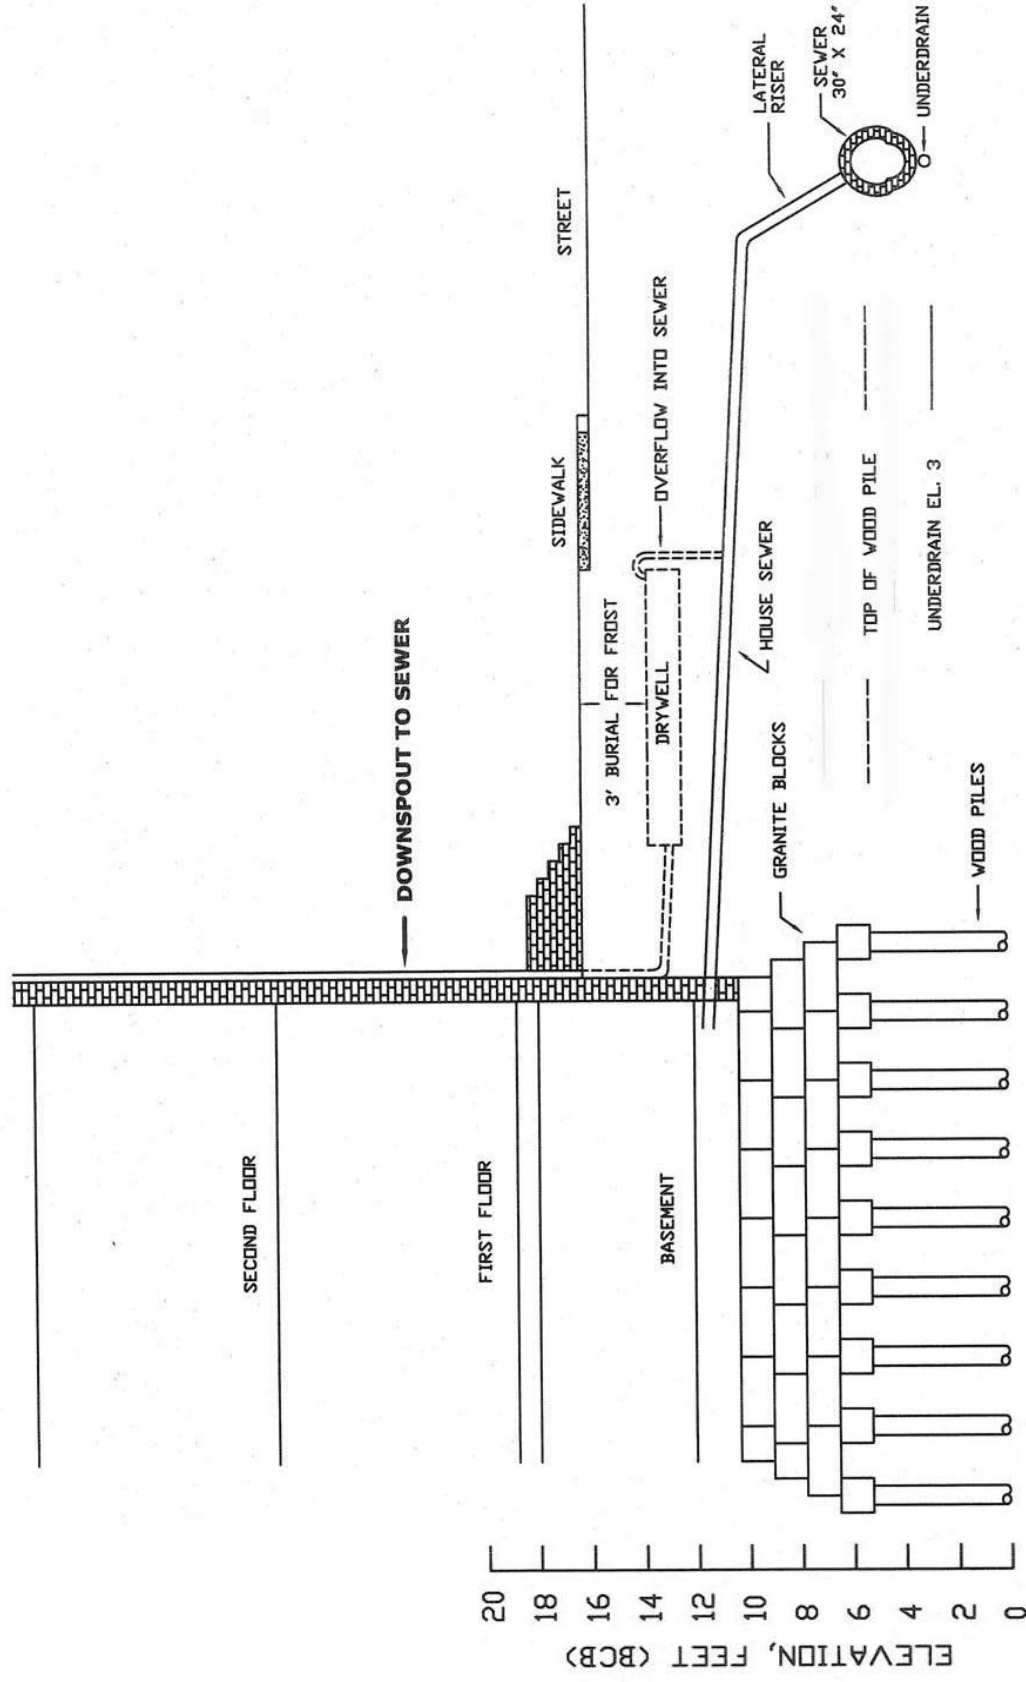 DOWNSPOUT TO SEWER
SECOND FLOOR
FIRST FLOOR
BASEMENT
SIDEWALK
STREET
3' BURIAL FOR FROST
DRYWELL
OVERFLOW INTO SEWER
LATERAL
RISER
SEWER
30" X 24"
UNDERDRAIN
HOUSE SEWER
GRANITE BLOCKS
TOP OF WOOD PILE
UNDERDRAIN EL. 3
WOOD PILES
ELEVATION, FEET (BCB)
20
18
16
14
12
10
8
6
4
2
0